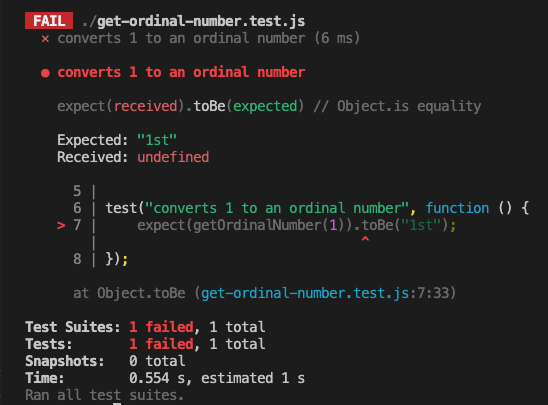 FAIL ./get-ordinal-number.test.js
✕ converts 1 to an ordinal number (6 ms)
● converts 1 to an ordinal number
expect(received).toBe(expected) // Object.is equality
Expected: "1st"
Received: undefined
5 |
6 | test("converts 1 to an ordinal number", function () {
> 7 |     expect(getOrdinalNumber(1)).toBe("1st");
|                                 ^
8 | });
at Object.toBe (get-ordinal-number.test.js:7:33)
Test Suites: 1 failed, 1 total
Tests:       1 failed, 1 total
Snapshots:   0 total
Time:        0.554 s, estimated 1 s
Ran all test suites.